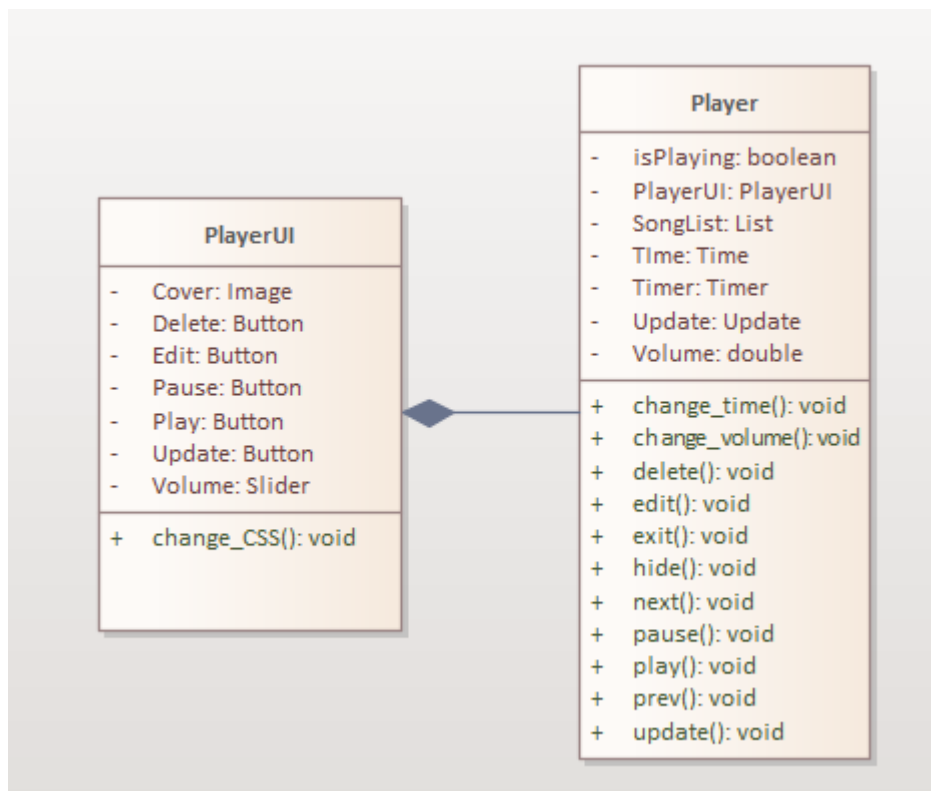 PlayerUI
- Cover: Image
- Delete: Button
- Edit: Button
- Pause: Button
- Play: Button
- Update: Button
- Volume: Slider
+ change_CSS(): void
Player
- isPlaying: boolean
- PlayerUI: PlayerUI
- SongList: List
- TIme: Time
- Timer: Timer
- Update: Update
- Volume: double
+ change_time(): void
+ change_volume(): void
+ delete(): void
+ edit(): void
+ exit(): void
+ hide(): void
+ next(): void
+ pause(): void
+ play(): void
+ prev(): void
+ update(): void